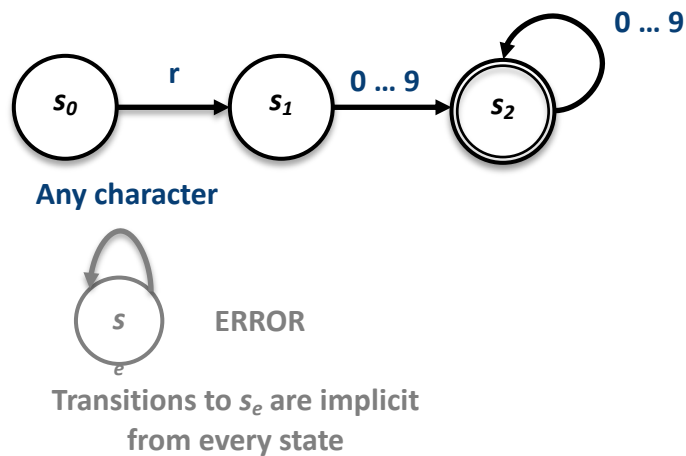 0 ... 9
r
0 ... 9
s0
s1
s2
Any character
s
e
ERROR
Transitions to se are implicit
from every state